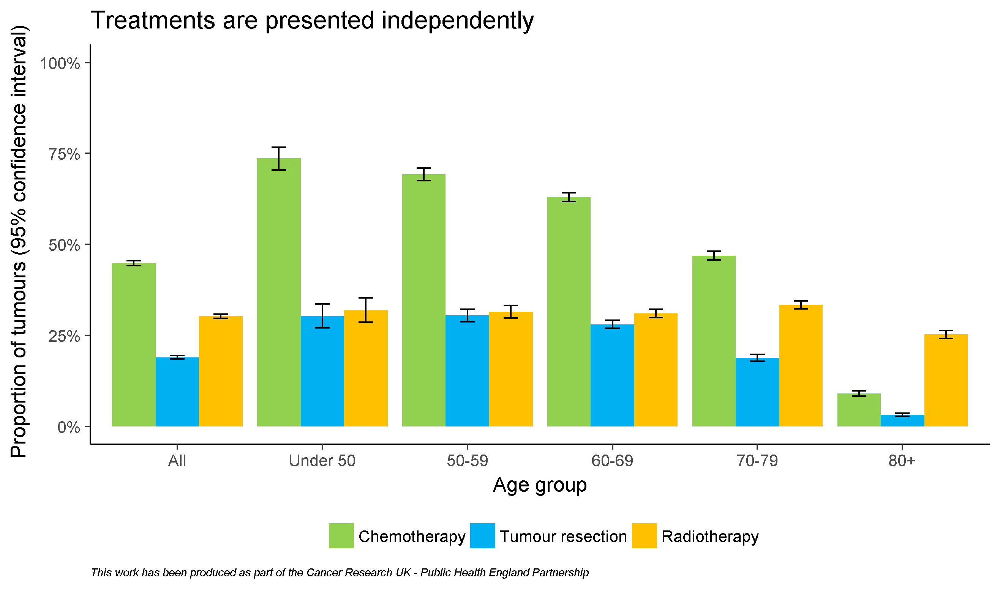 Treatments are presented independently
Proportion of tumours (95% confidence interval)
100%
75%
50%
25%
0%
All
Under 50
50-59
60-69
70-79
80+
Age group
Chemotherapy
Tumour resection
Radiotherapy
This work has been produced as part of the Cancer Research UK - Public Health England Partnership